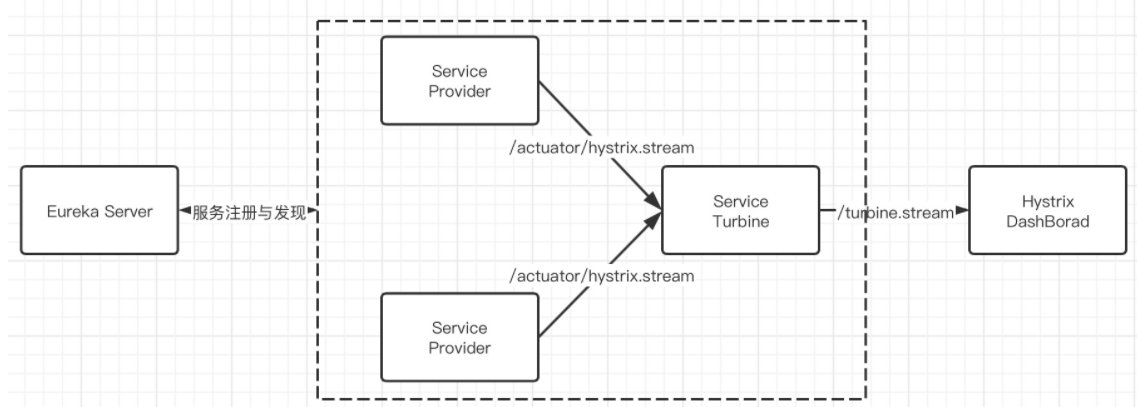 Service
Provider
/actuator/hystrix.stream
Eureka Server
服务注册与发现
Service
Turbine
/turbine.stream
Hystrix
DashBorad
/actuator/hystrix.stream
Service
Provider